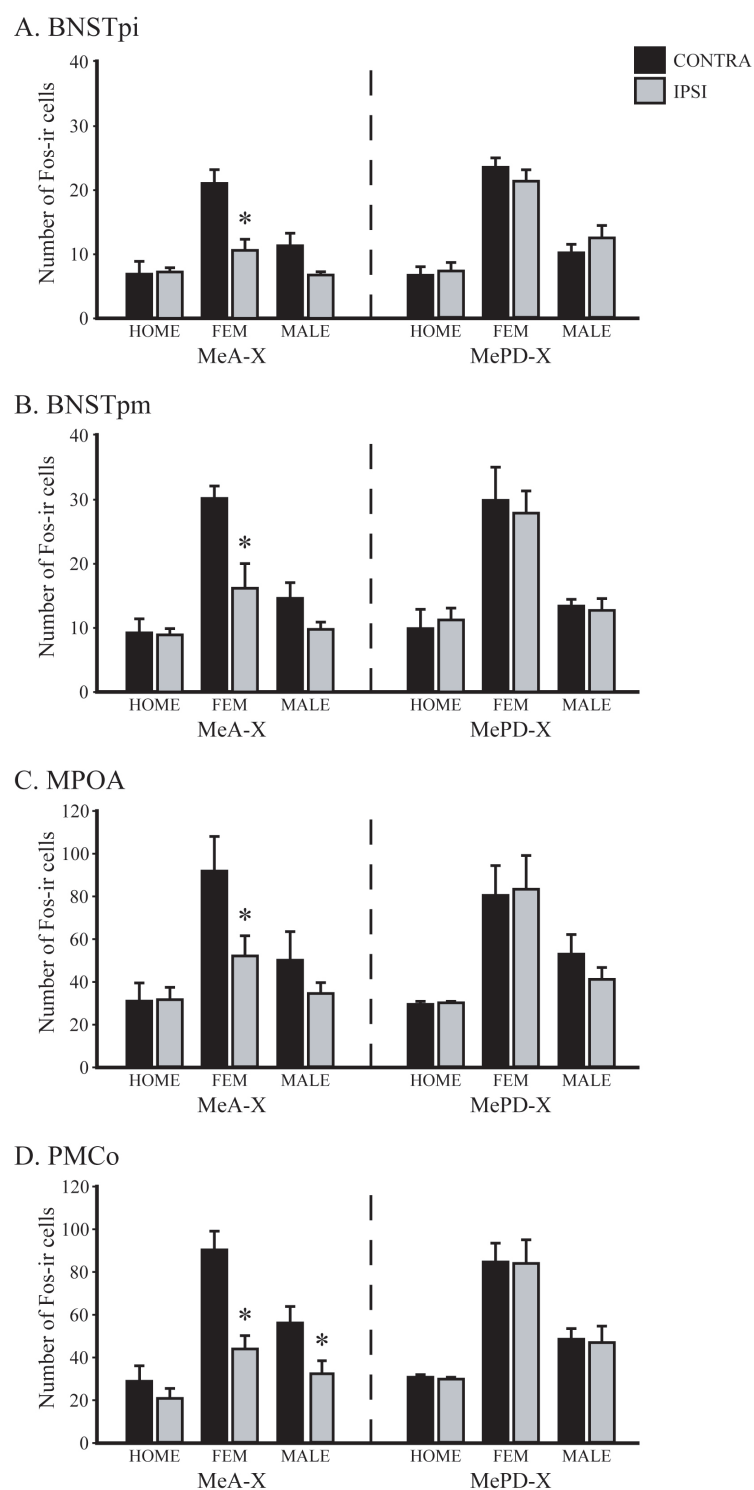 A. BNSTpi
CONTRA
IPSI
Number of Fos-ir cells
40
30
20
10
0
*
HOME FEM MALE HOME FEM MALE
MeA-X MePD-X
B. BNSTpm
Number of Fos-ir cells
40
30
20
10
0
*
HOME FEM MALE HOME FEM MALE
MeA-X MePD-X
C. MPOA
Number of Fos-ir cells
120
100
80
60
40
20
0
*
HOME FEM MALE HOME FEM MALE
MeA-X MePD-X
D. PMCo
Number of Fos-ir cells
120
100
80
60
40
20
0
* *
HOME FEM MALE HOME FEM MALE
MeA-X MePD-X